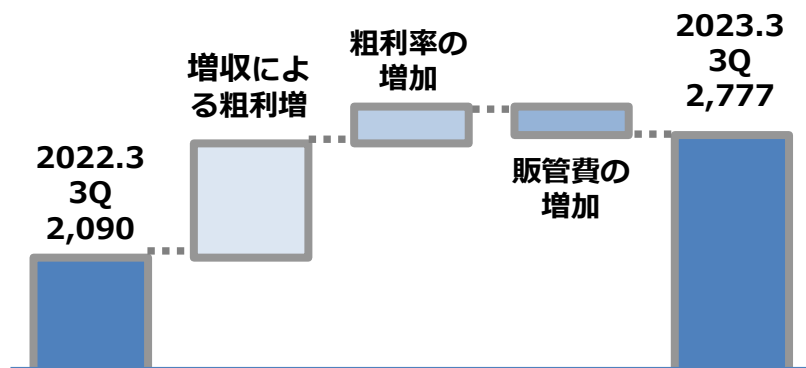 2022.3
3Q
2,090
増収によ
る粗利増
粗利率の
増加
販管費の
増加
2023.3
3Q
2,777